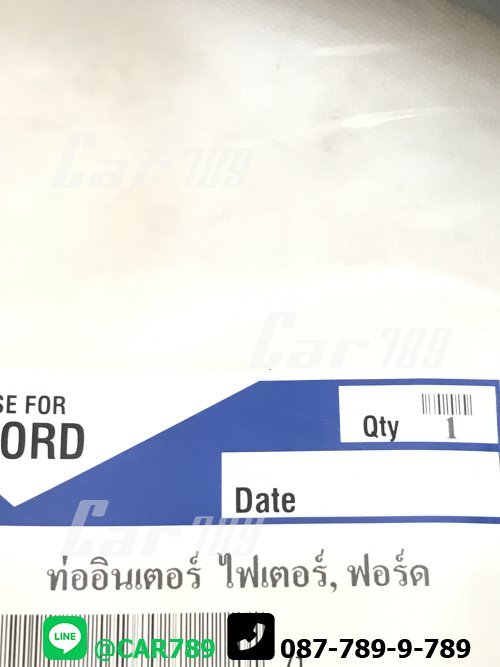 Car789
Car789
SE FOR
ORD
Qty 1
Date
Car789
ท่ออินเตอร์ ไฟเตอร์, ฟอร์ด
LINE @CAR789 087-789-9-789